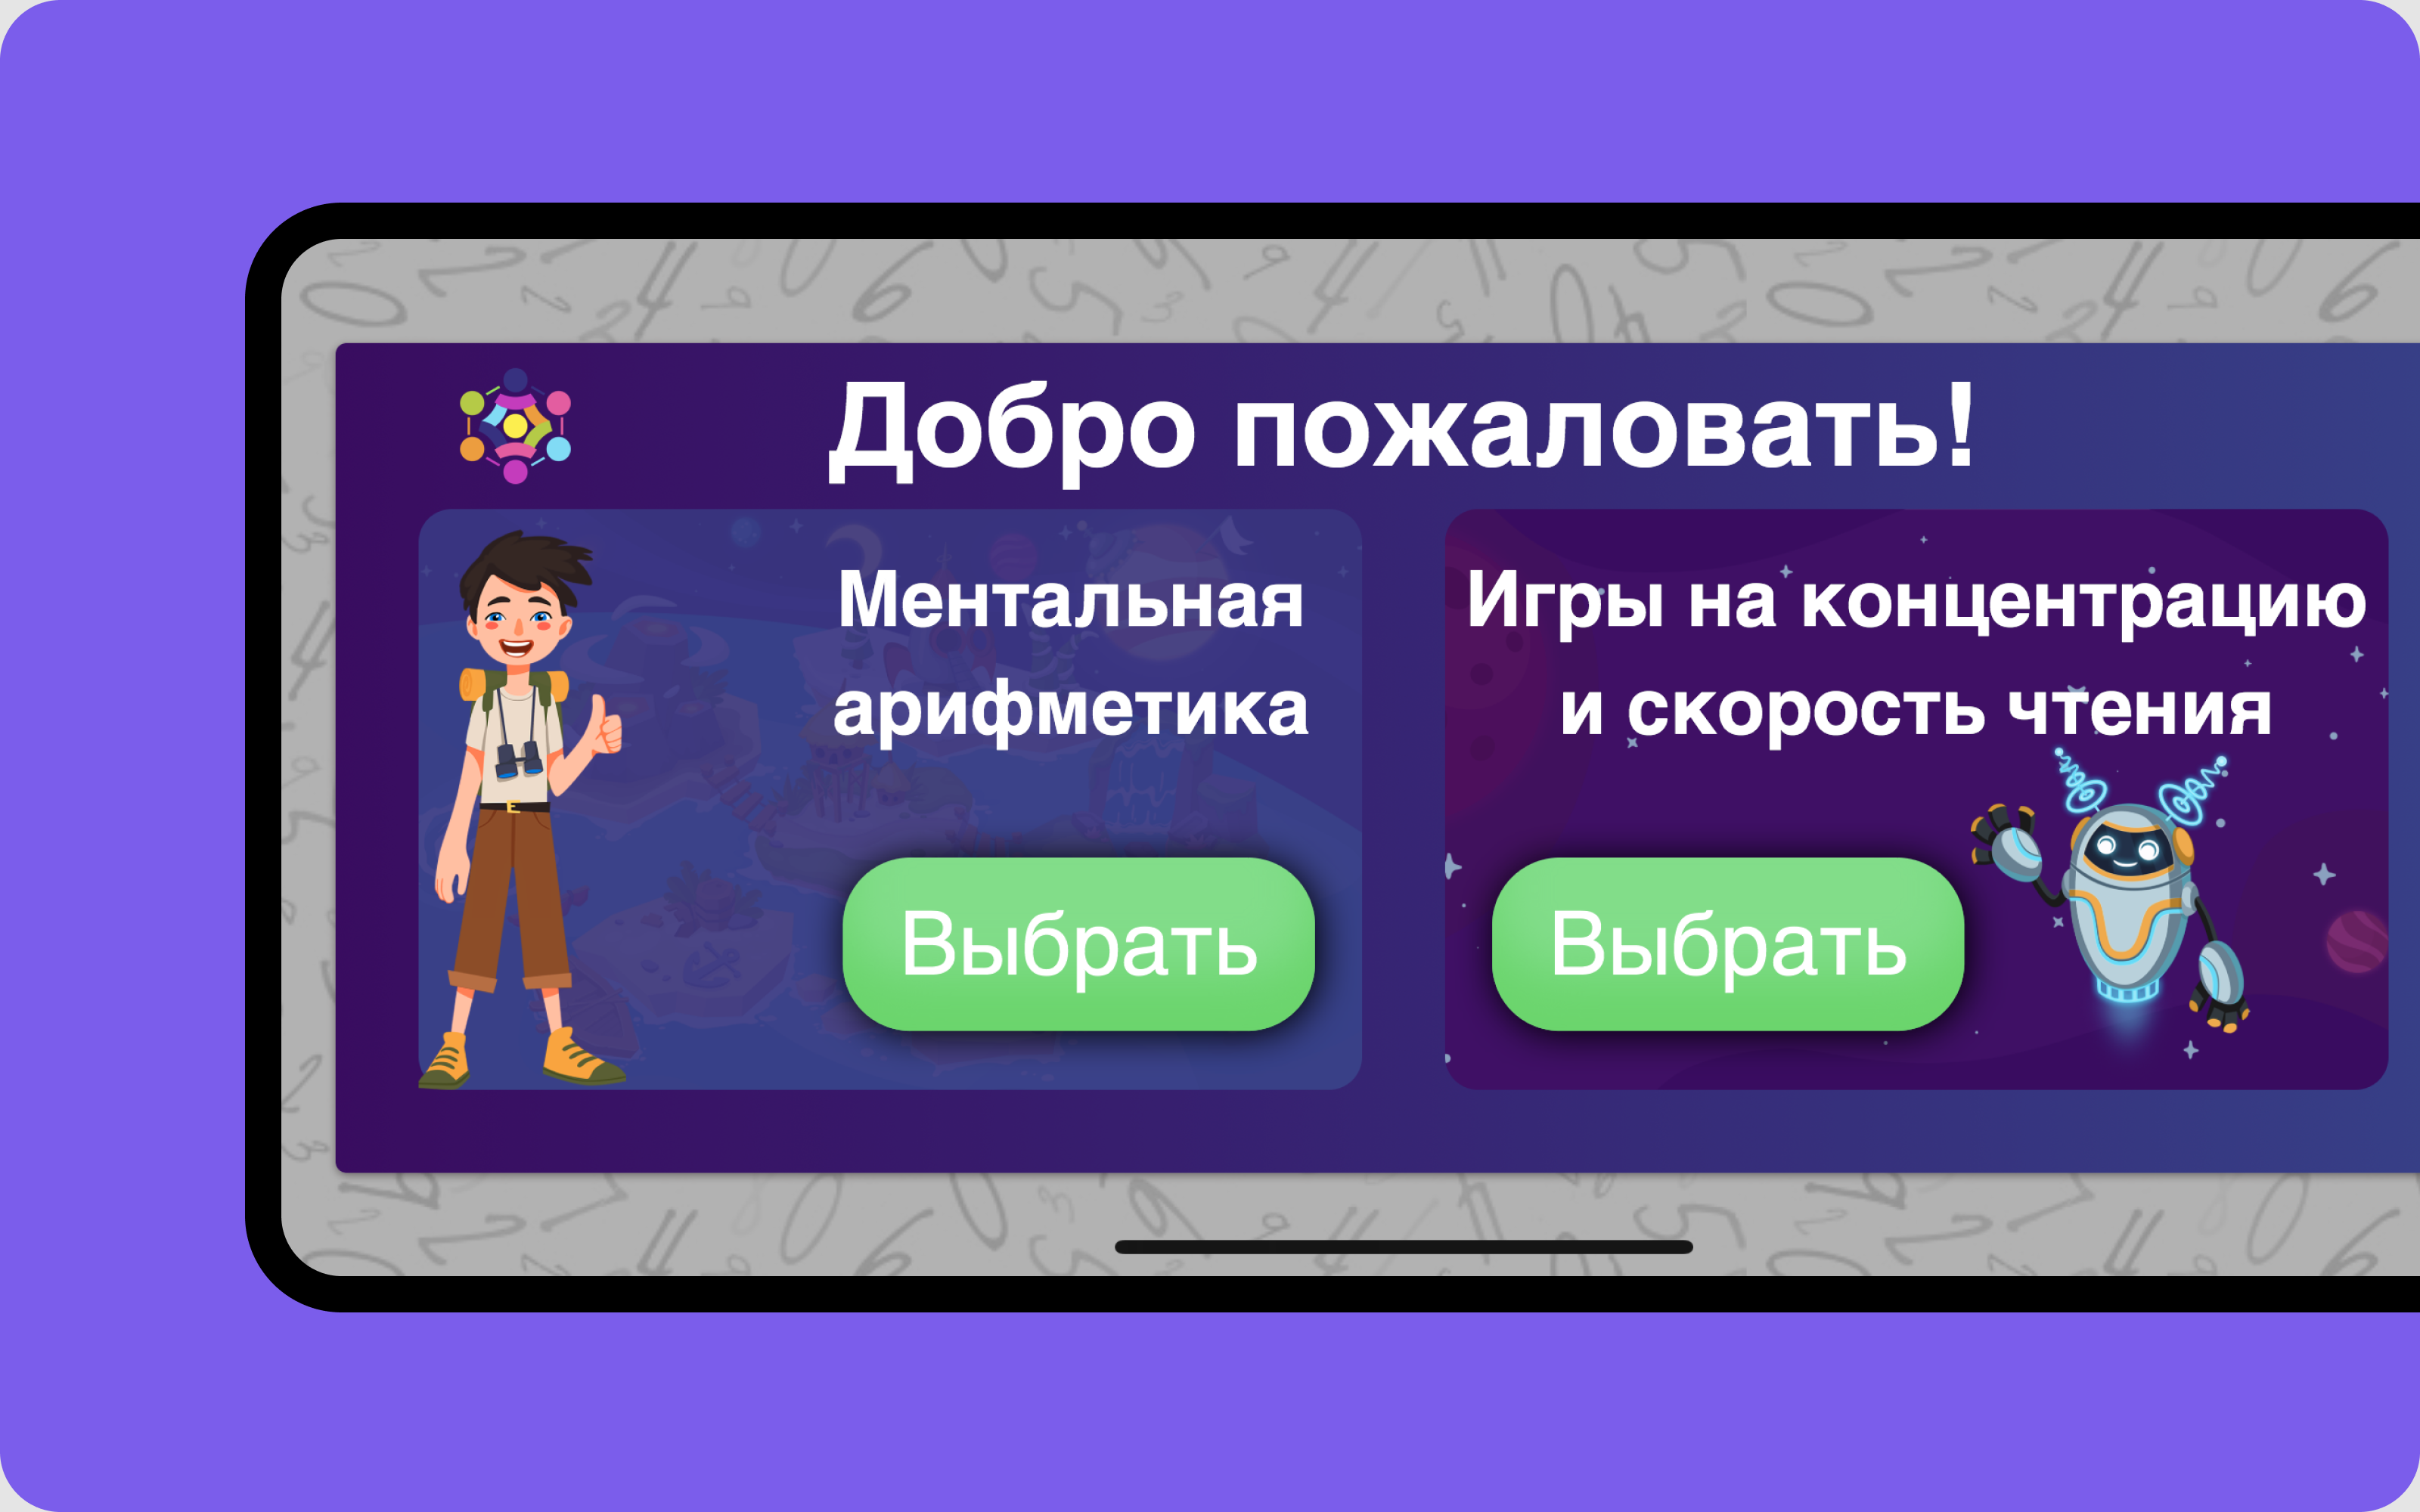 Добро пожаловать!
Ментальная
арифметика
Выбрать
Игры на концентрацию
и скорость чтения
Выбрать